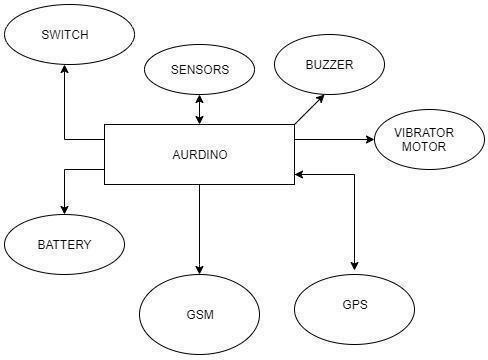 SWITCH
SENSORS
BUZZER
VIBRATOR
MOTOR
AURDINO
BATTERY
GSM
GPS